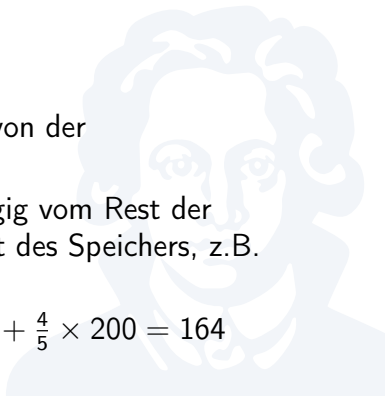 von der
gig vom Rest der
t des Speichers, z.B.
+ 4/5 × 200 = 164